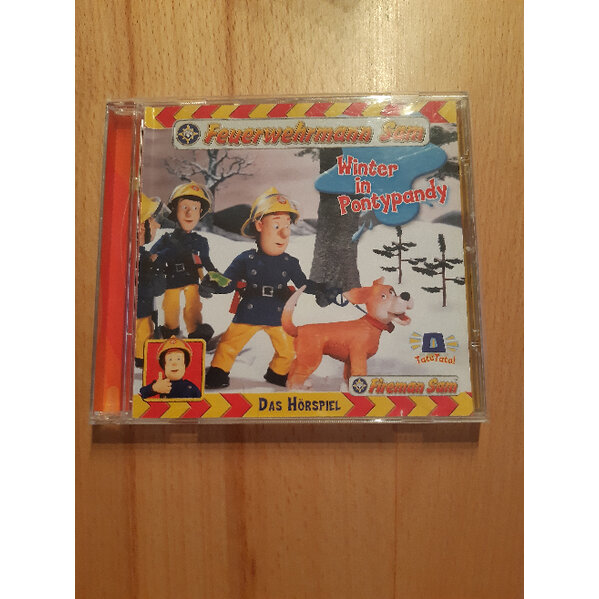 Feuerwehrmann Sam
Winter
in
Pontypandy
TatüTata!
Fireman Sam
DAS HÖRSPIEL